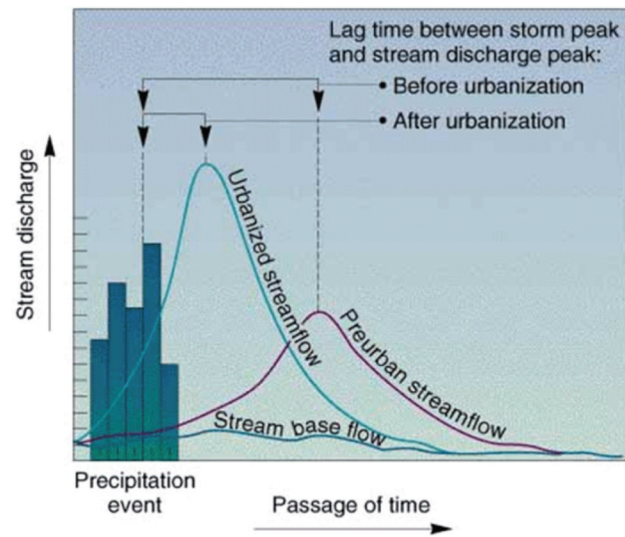 Lag time between storm peak
and stream discharge peak:
• Before urbanization
• After urbanization
Stream discharge
Urbanized streamflow
Preurban streamflow
Stream base flow
Precipitation
event
Passage of time